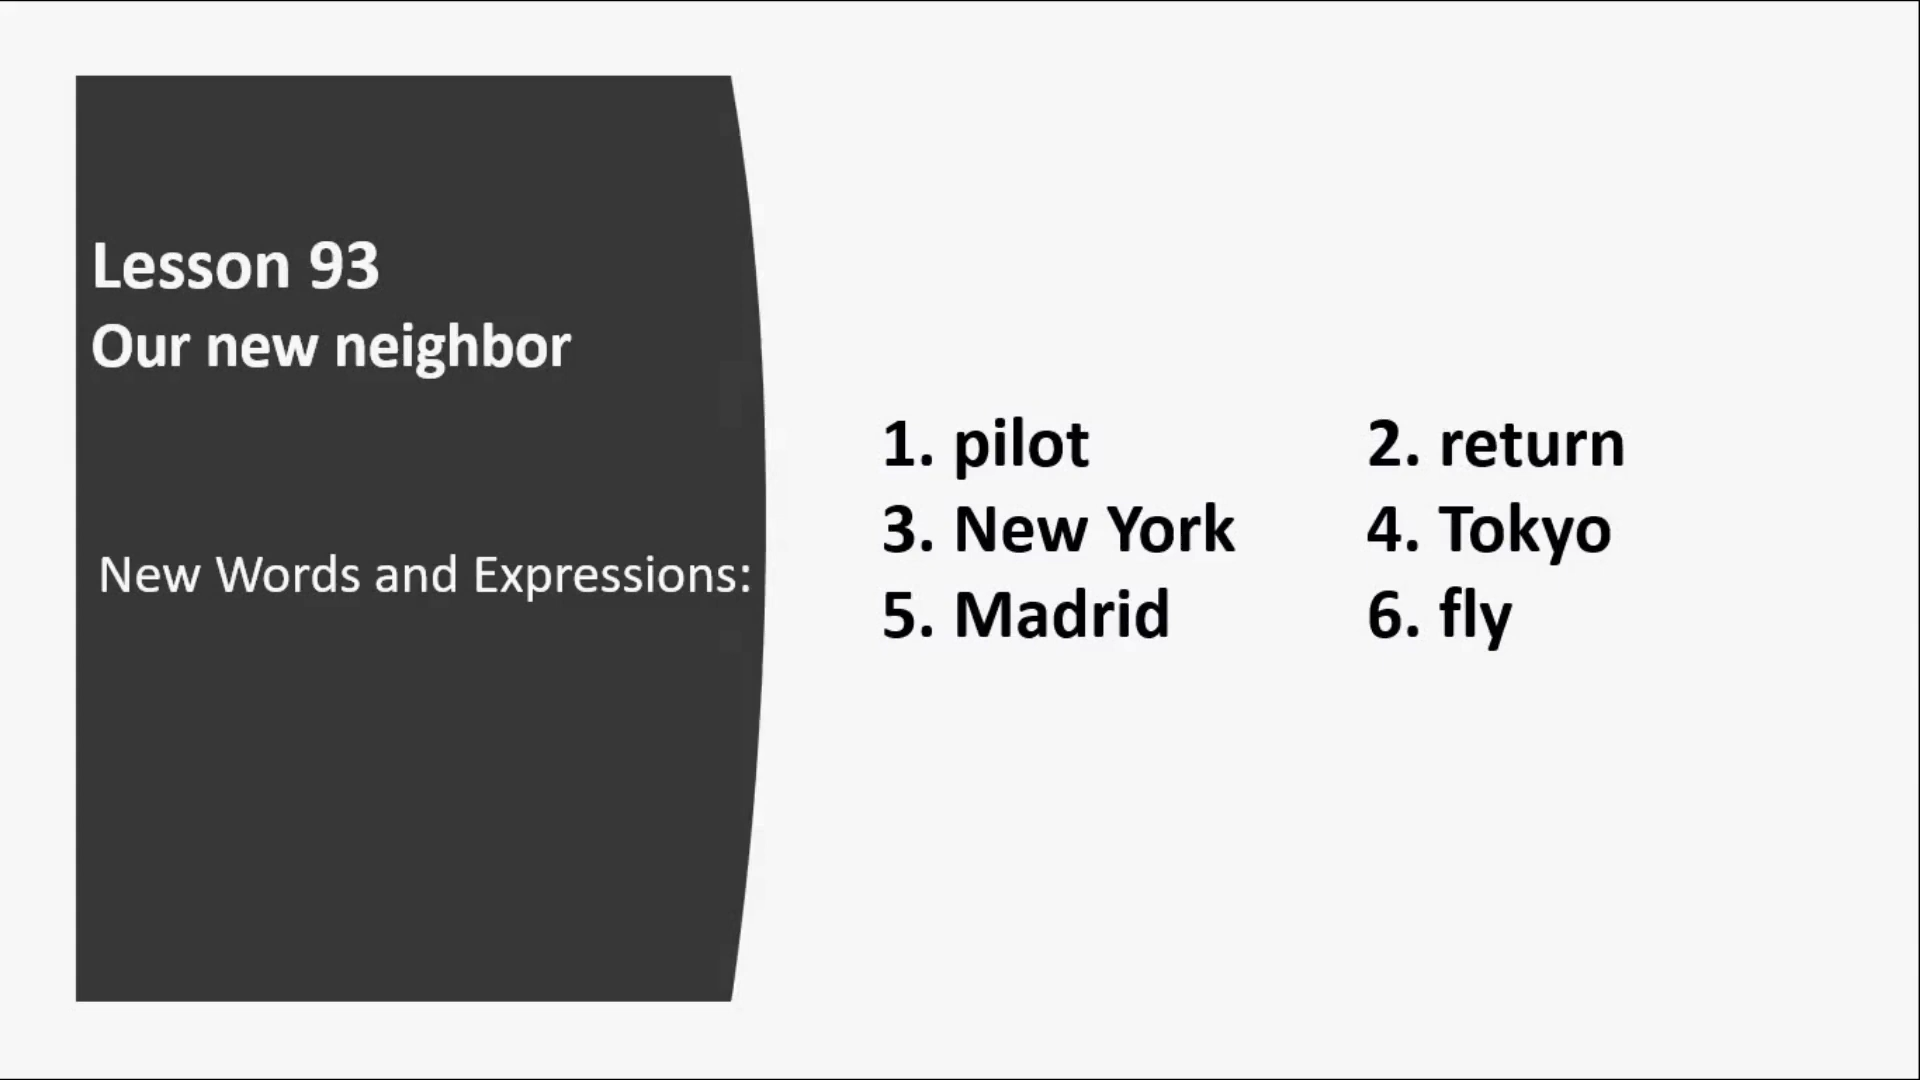 Lesson 93
Our new neighbor
New Words and Expressions:
1. pilot 2. return
3. New York 4. Tokyo
5. Madrid 6. fly